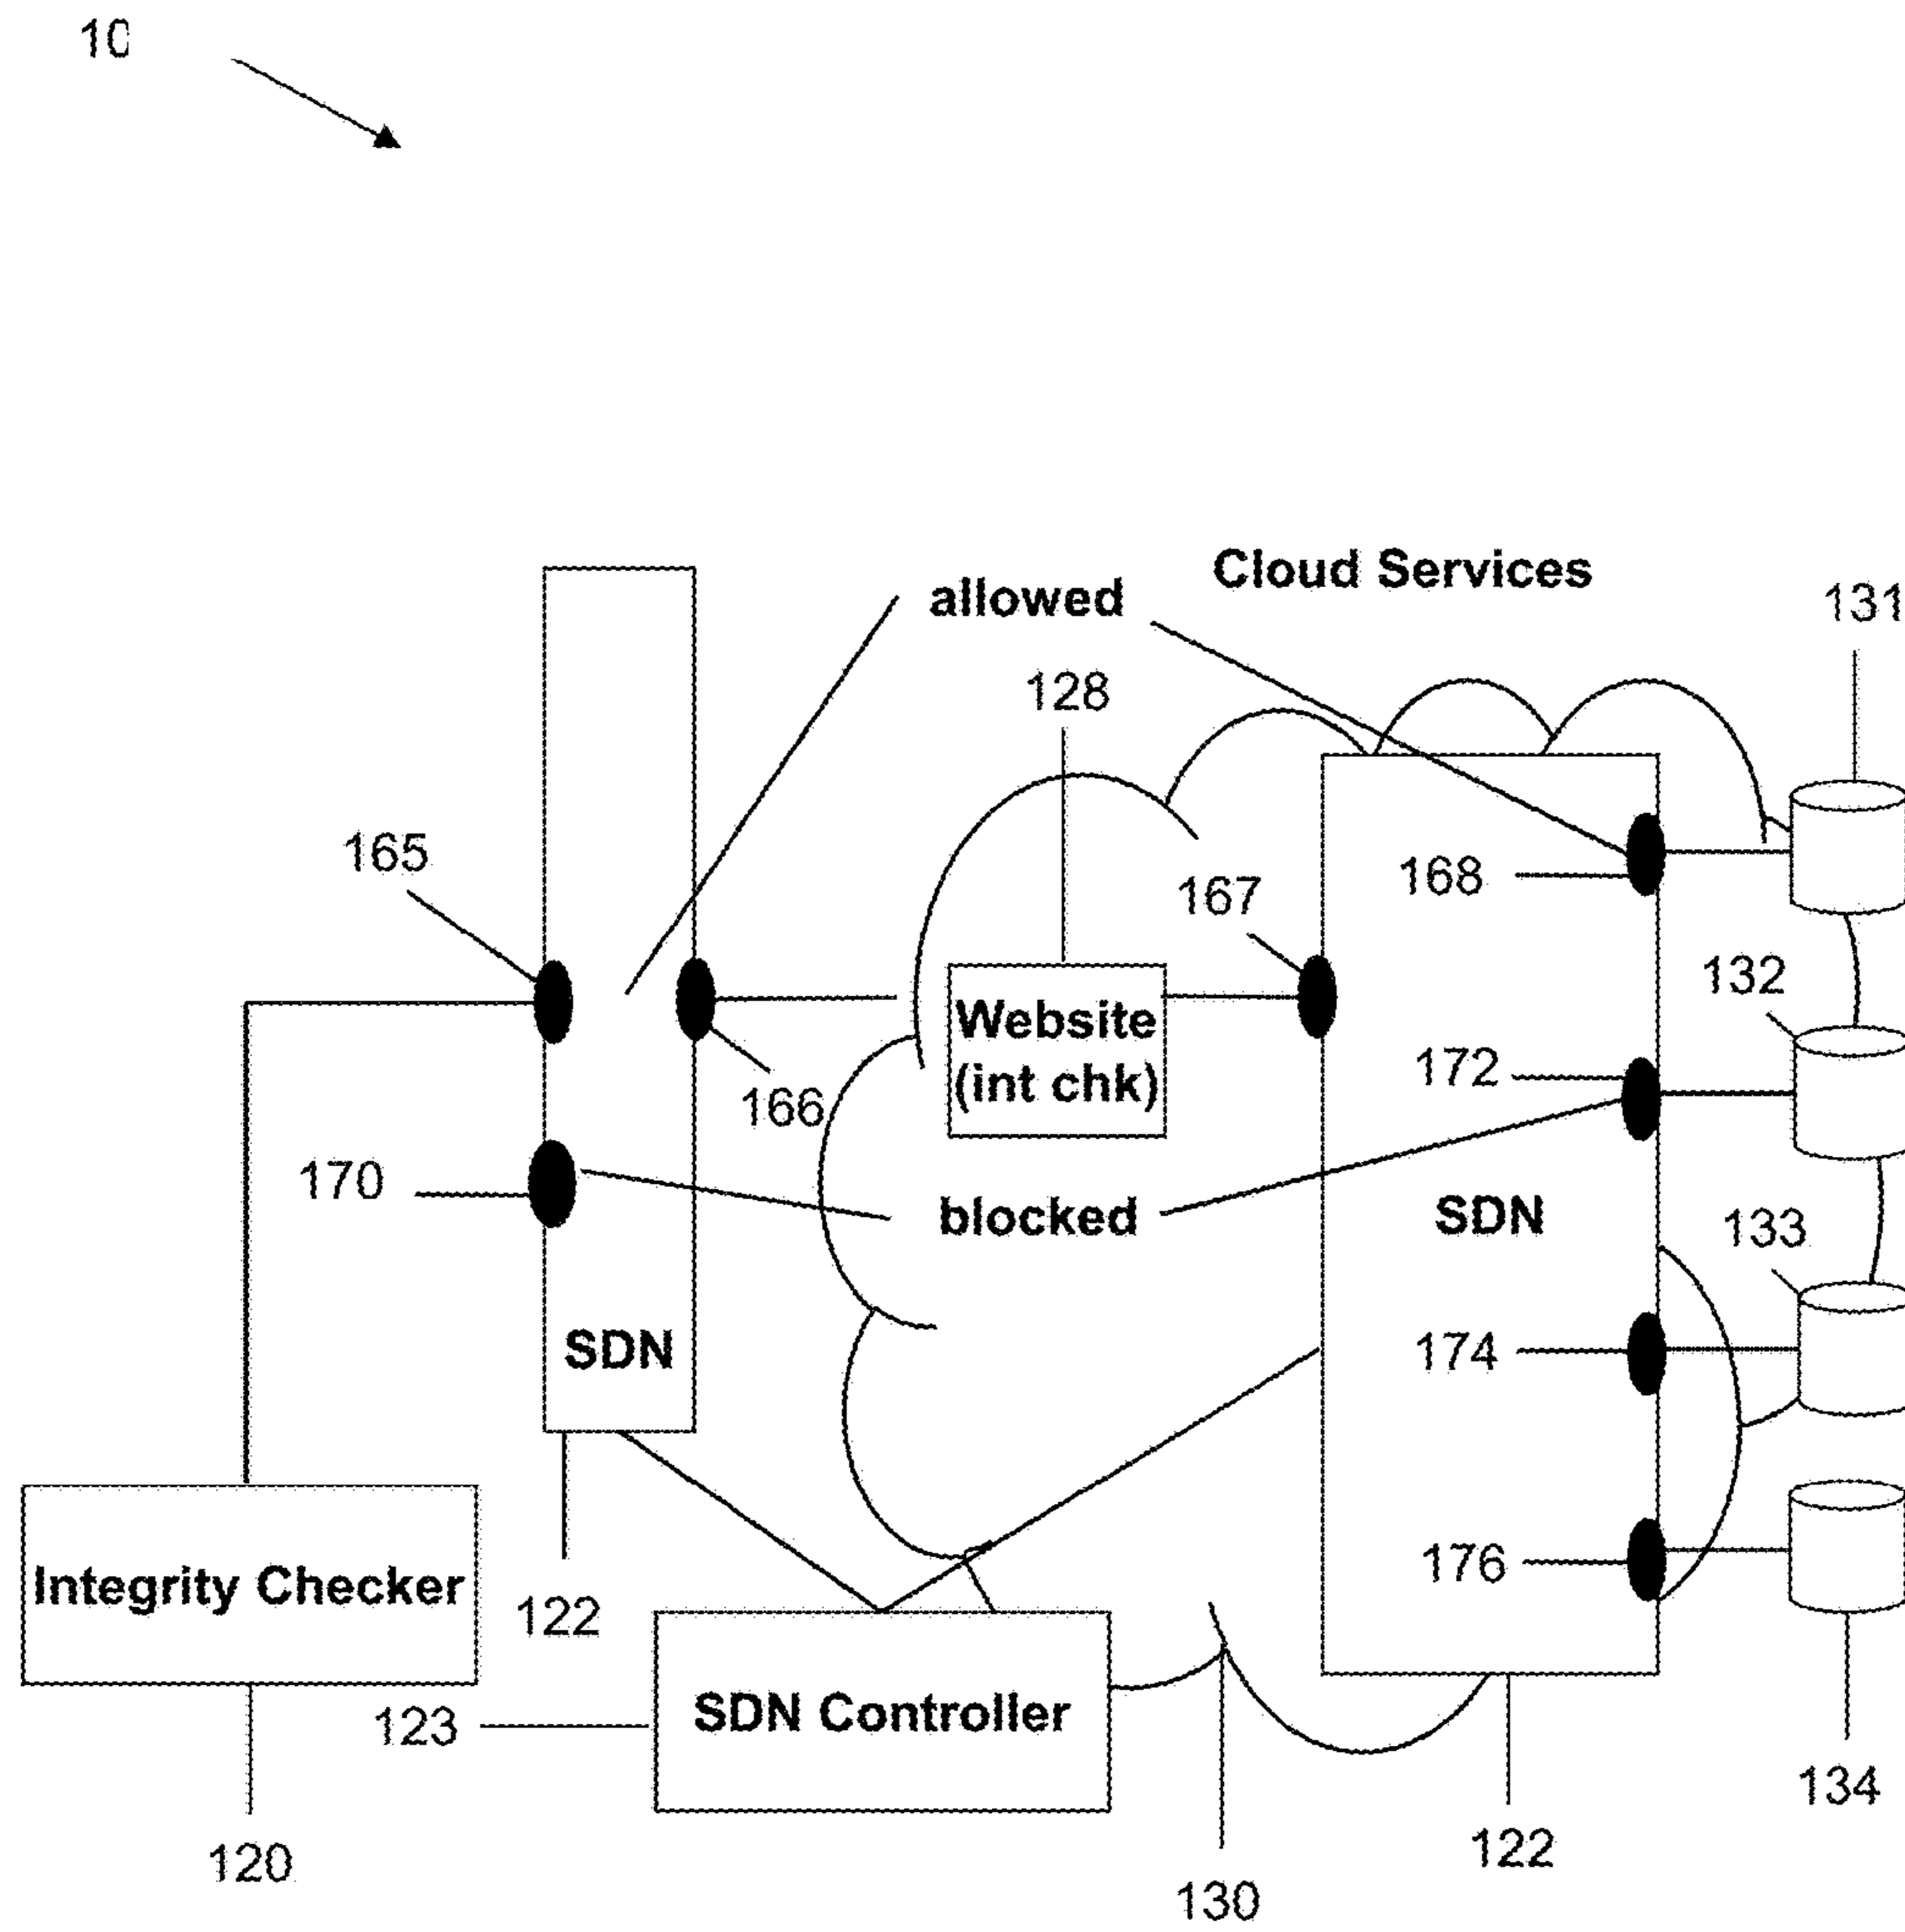 10
Cloud Services
allowed
131
128
165
167
168
132
Website
(int chk)
172
166
170
blocked
SDN
133
SDN
174
176
Integrity Checker
122
SDN Controller
123
134
120
122
130